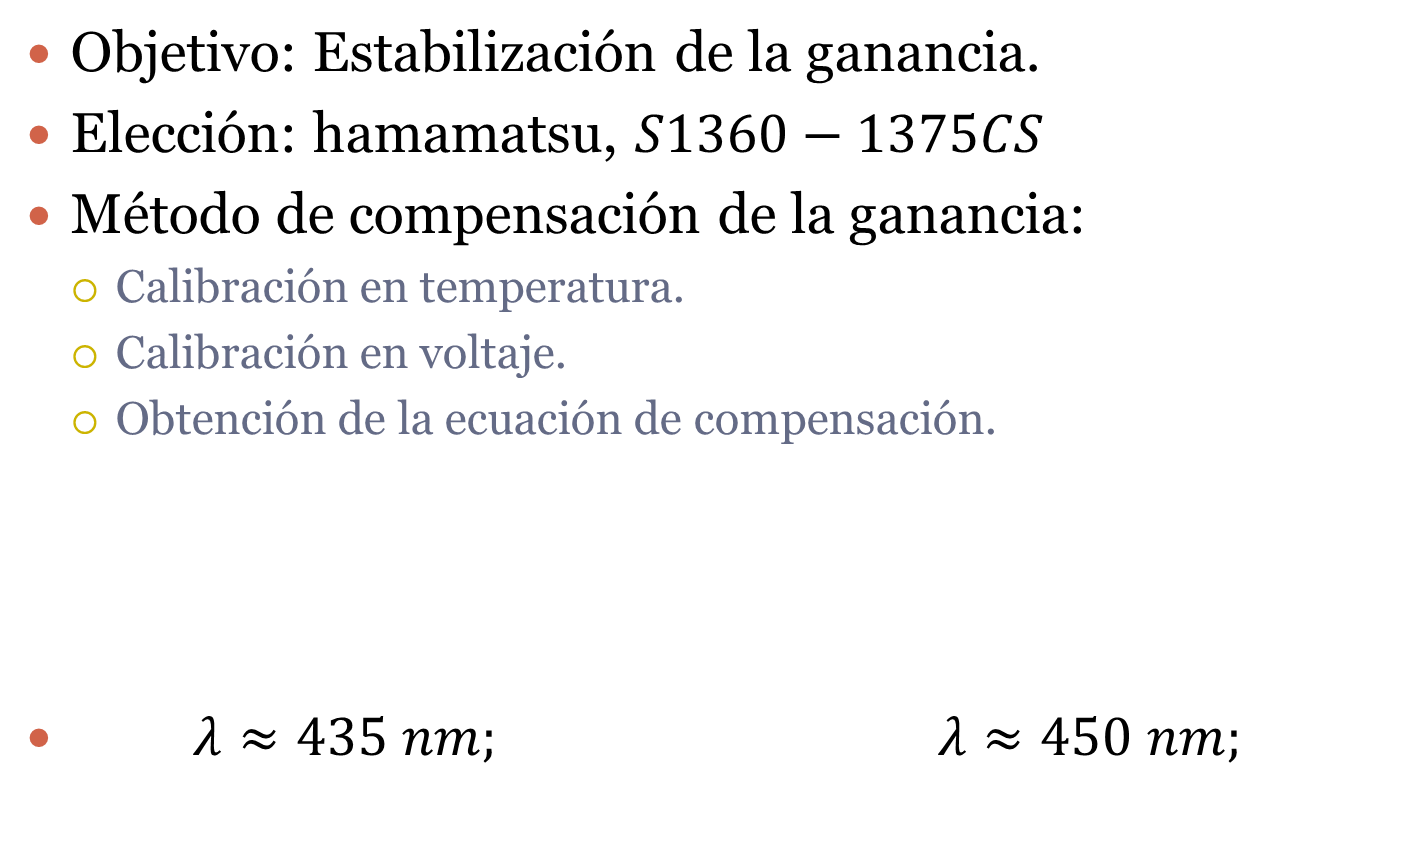 • Objetivo: Estabilización de la ganancia.
• Elección: hamamatsu, S1360 − 1375CS
• Método de compensación de la ganancia:
○ Calibración en temperatura.
○ Calibración en voltaje.
○ Obtención de la ecuación de compensación.
• λ ≈ 435 nm; λ ≈ 450 nm;